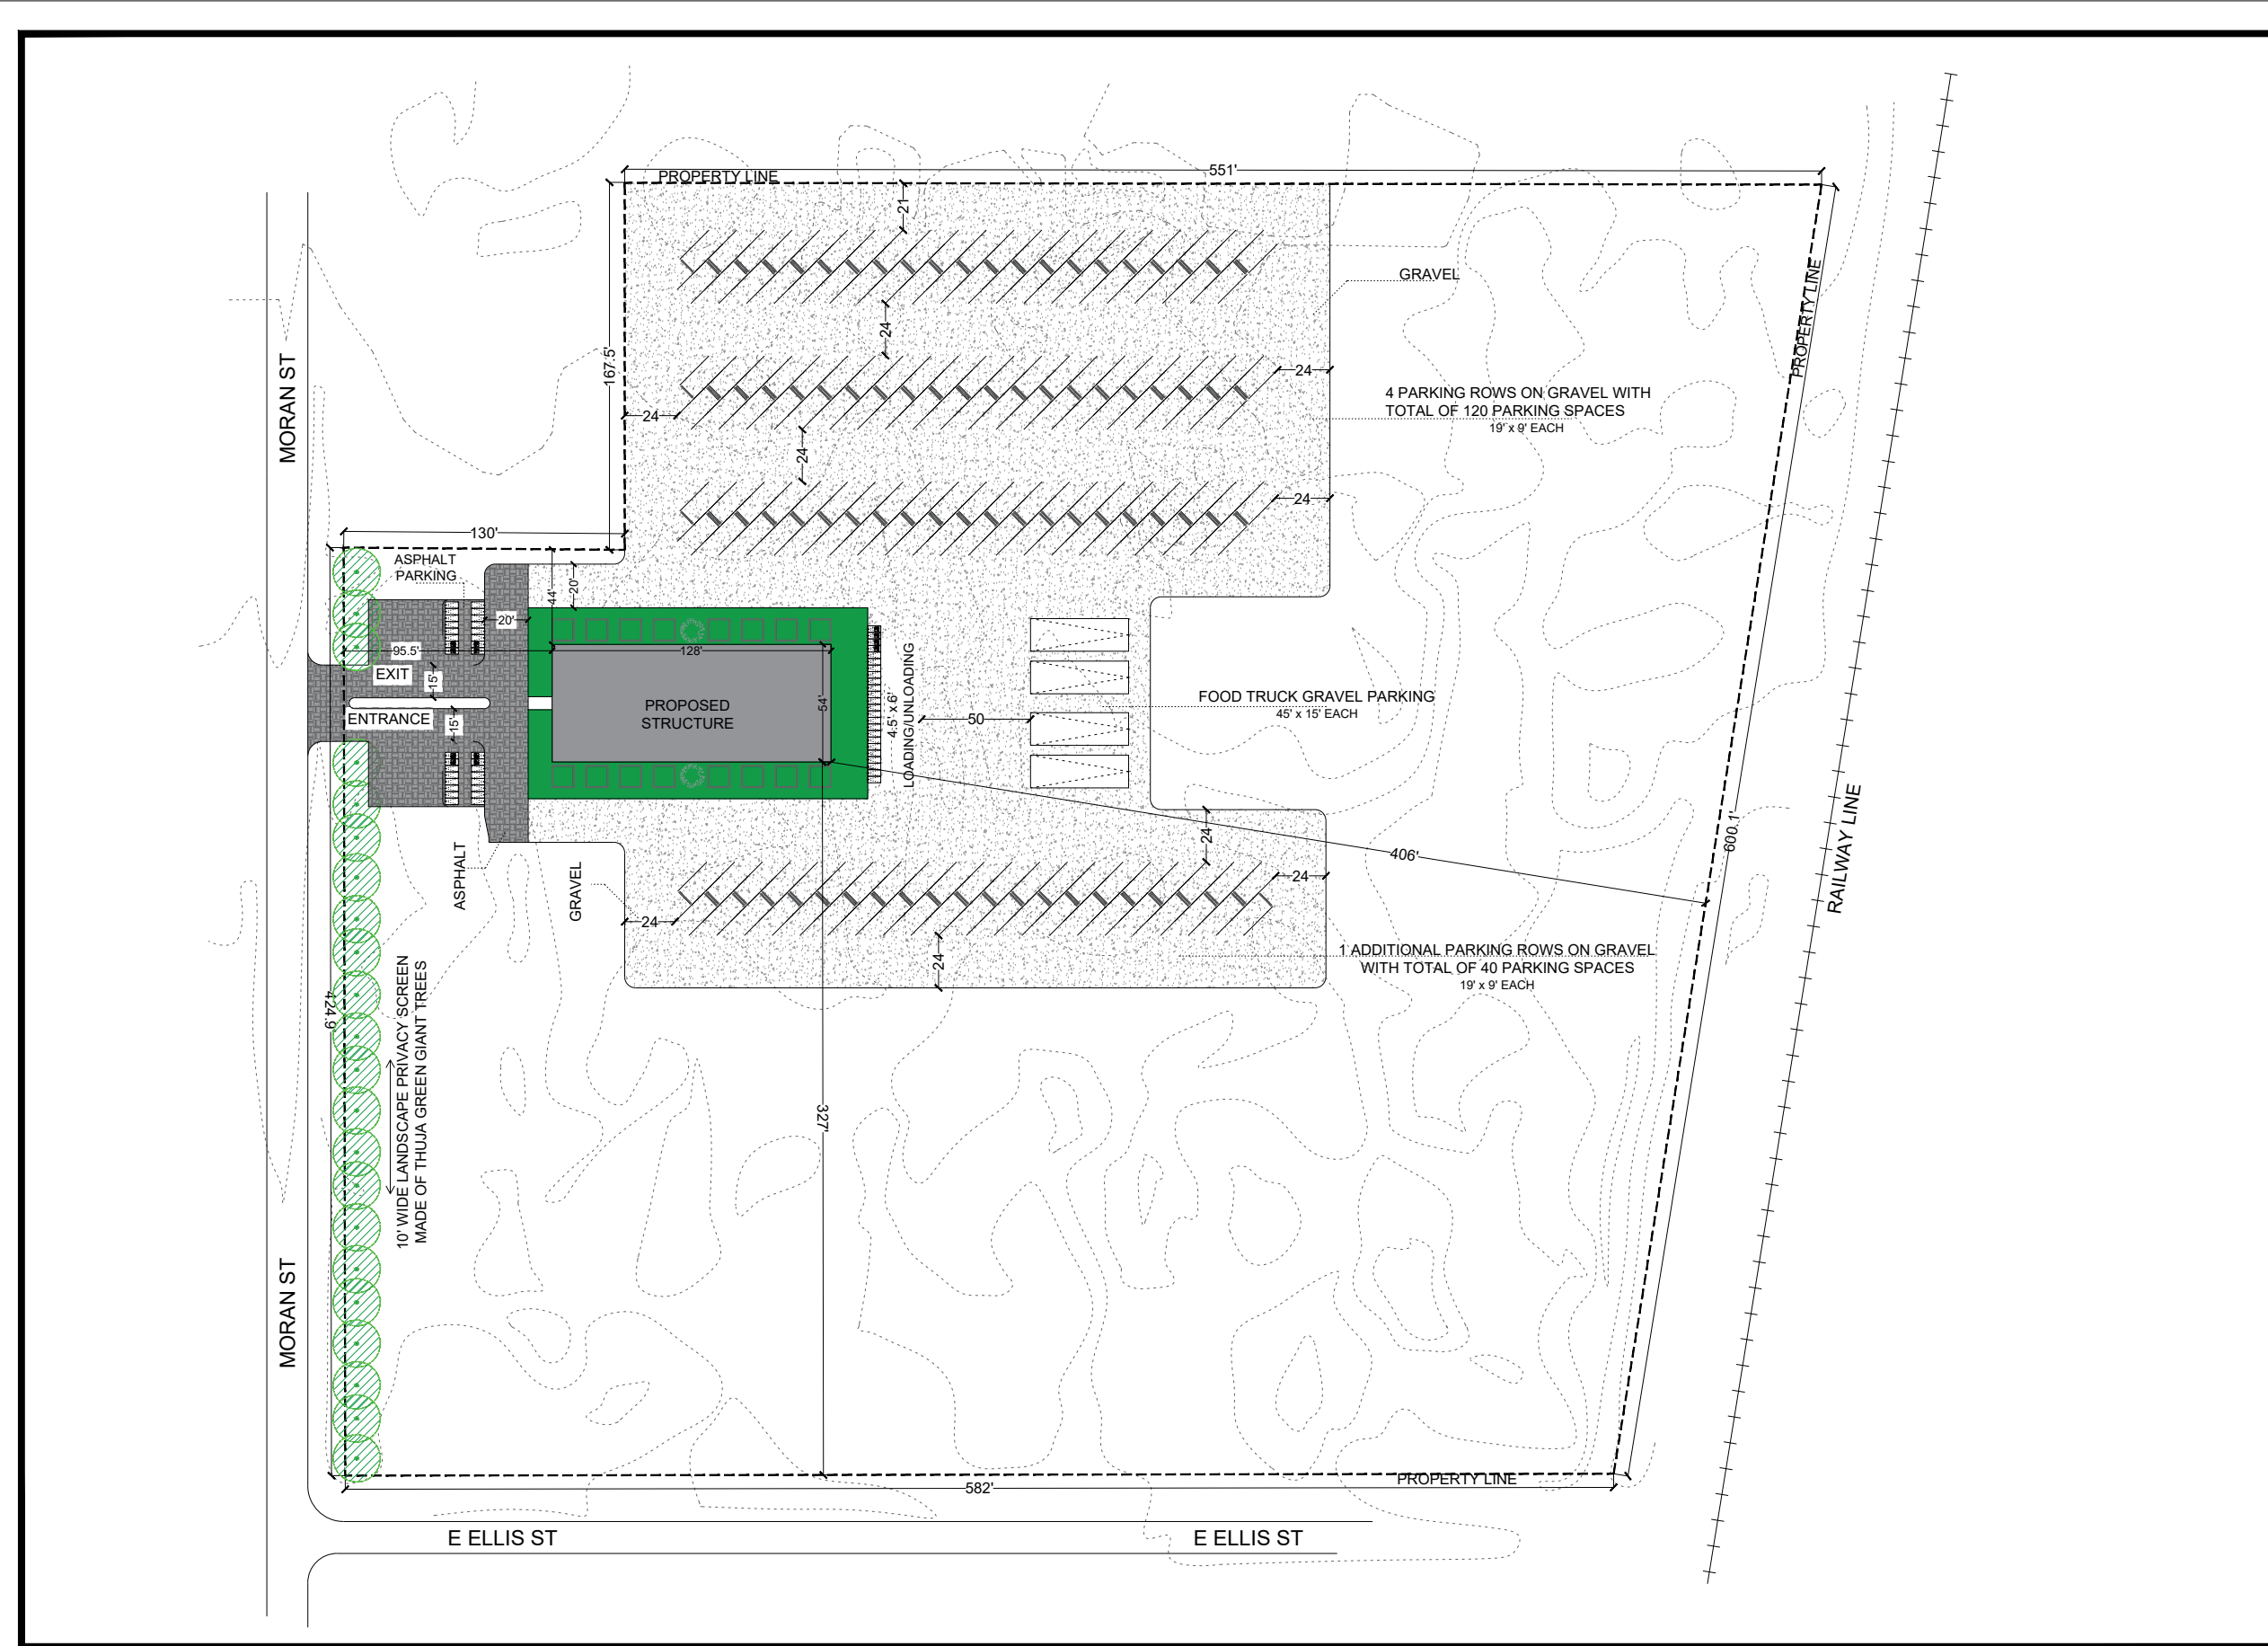 551'
PROPERTY LINE
21
GRAVEL
24
167.5'
MORAN ST
PROPERTY LINE
24
4 PARKING ROWS ON GRAVEL WITH
TOTAL OF 120 PARKING SPACES
19' x 9' EACH
24
24
24
130'
ASPHALT
PARKING
44'
20'
20'
95.5'
128'
EXIT
15'
ENTRANCE
15'
PROPOSED
STRUCTURE
54'
4.5' x 6'
LOADING/UNLOADING
50
FOOD TRUCK GRAVEL PARKING
45' x 15' EACH
600.1'
RAILWAY LINE
24
406'
ASPHALT
GRAVEL
24
24
24
1 ADDITIONAL PARKING ROWS ON GRAVEL
WITH TOTAL OF 40 PARKING SPACES
19' x 9' EACH
424.9'
10' WIDE LANDSCAPE PRIVACY SCREEN
MADE OF THUJA GREEN GIANT TREES
327'
MORAN ST
PROPERTY LINE
582'
E ELLIS ST
E ELLIS ST